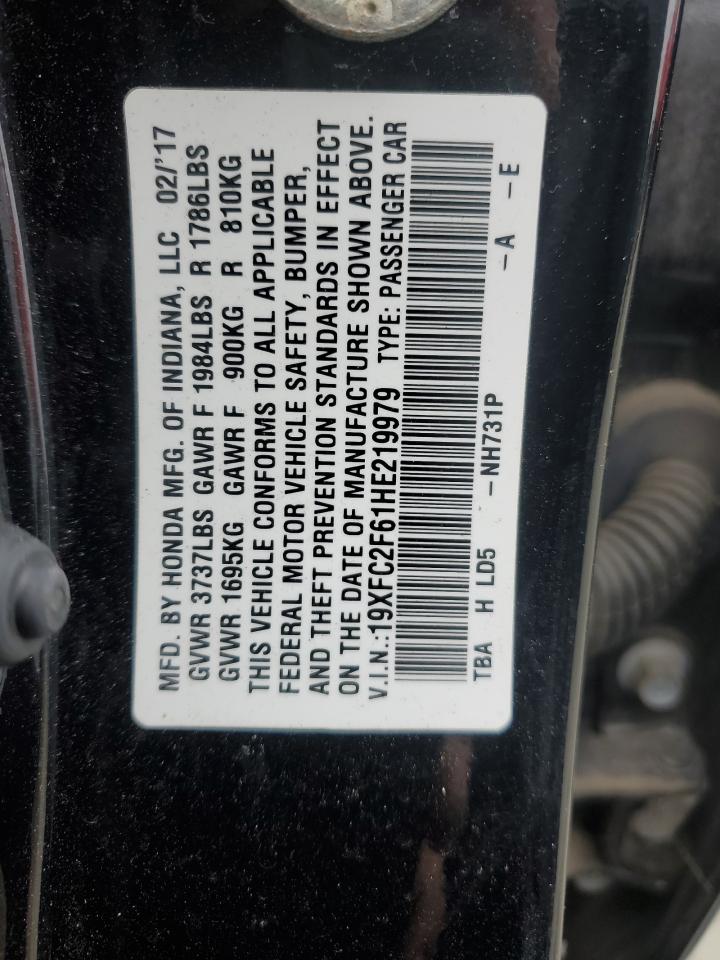 MFD. BY HONDA MFG. OF INDIANA, LLC 02/'17
GVWR 3737LBS GAWR F 1984LBS R 1786LBS
GVWR 1695KG GAWR F 900KG R 810KG
THIS VEHICLE CONFORMS TO ALL APPLICABLE
FEDERAL MOTOR VEHICLE SAFETY, BUMPER,
AND THEFT PREVENTION STANDARDS IN EFFECT
ON THE DATE OF MANUFACTURE SHOWN ABOVE.
V.I.N.:19XFC2F61HE219979 TYPE: PASSENGER CAR
TBA H LD5 -NH731P -A -E